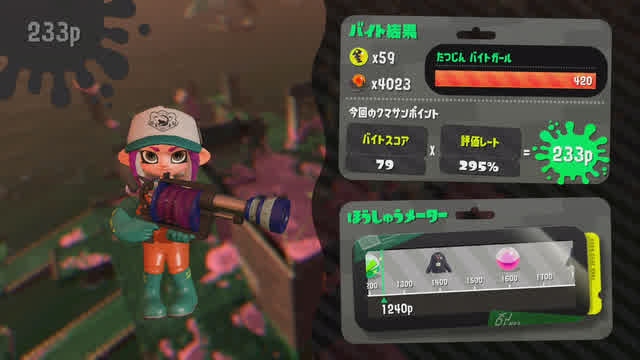 233p
バイト結果
x59
x4023
たつじん バイトガール
420
今回のクマサンポイント
バイトスコア
79
x
評価レート
295%
=
233p
ほうしゅうメーター
1300
1400
1500
1600
1700
1240p